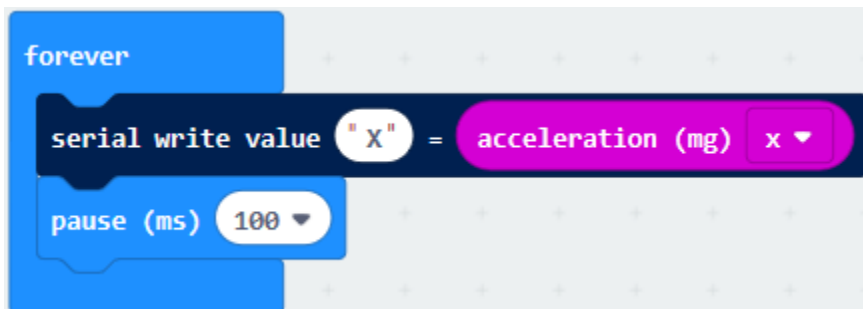 forever
serial write value "X" = acceleration (mg) x
pause (ms) 100